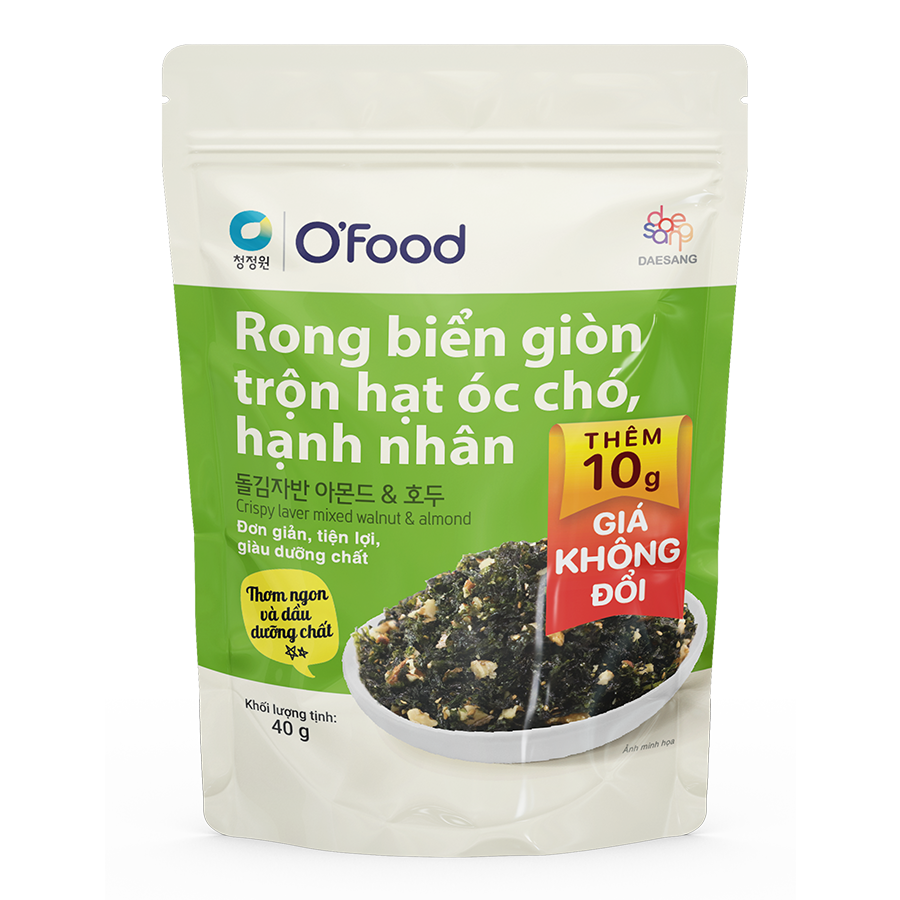 청정원
O'Food
daesang
DAESANG
Rong biển giòn
trộn hạt óc chó,
hạnh nhân
돌김자반 아몬드 & 호두
Crispy laver mixed walnut & almond
Đơn giản, tiện lợi,
giàu dưỡng chất
THÊM
10g
GIÁ
KHÔNG
ĐỔI
Thơm ngon
và dầu
dưỡng chất
Khối lượng tịnh:
40 g
Ảnh minh họa